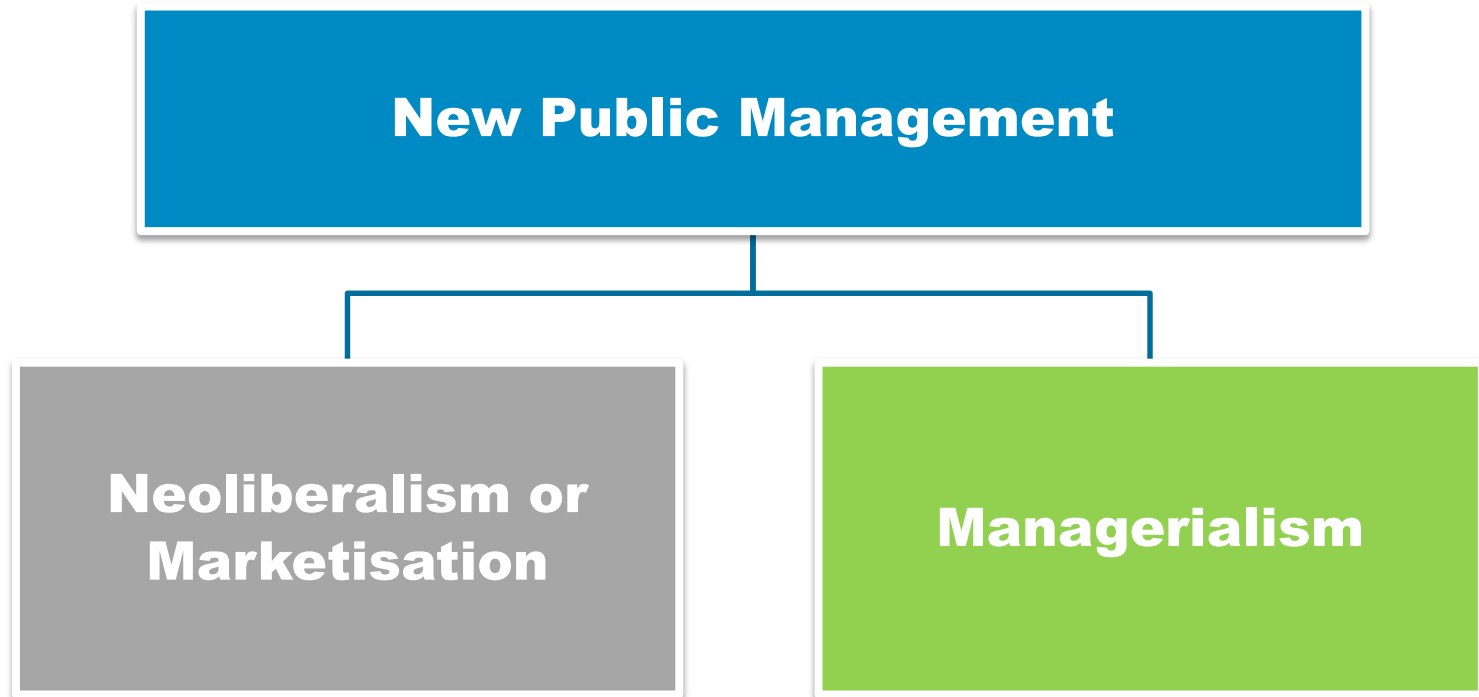 New Public Management
Neoliberalism or
Marketisation
Managerialism